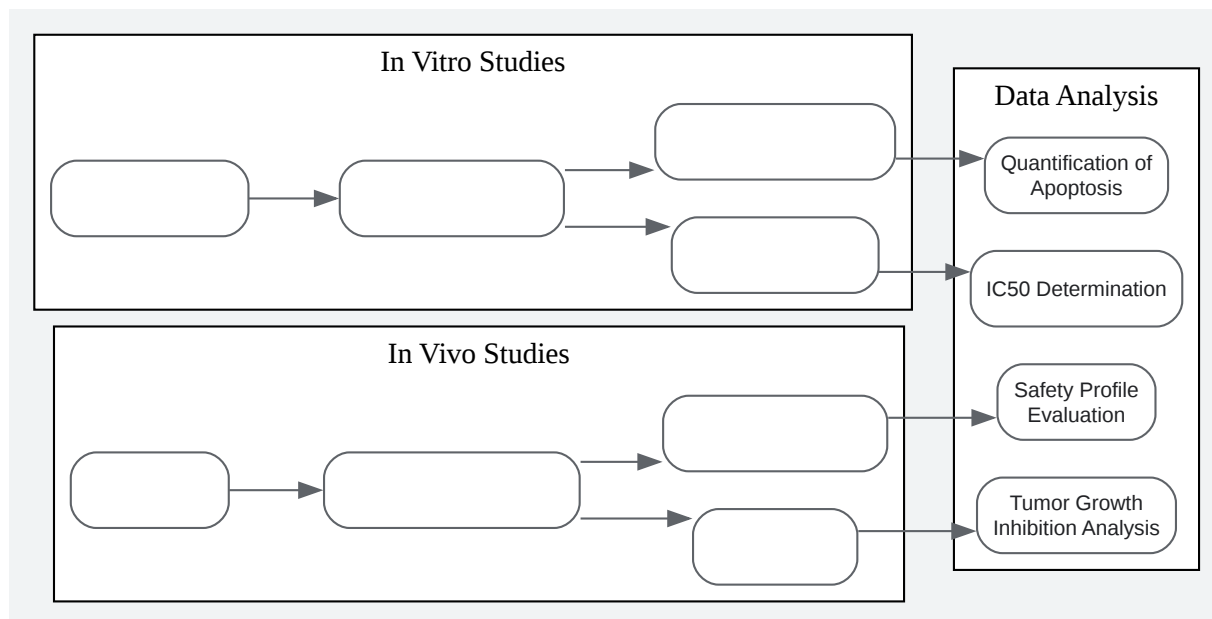 In Vitro Studies
Data Analysis
Quantification of
Apoptosis
IC50 Determination
In Vivo Studies
Safety Profile
Evaluation
Tumor Growth
Inhibition Analysis